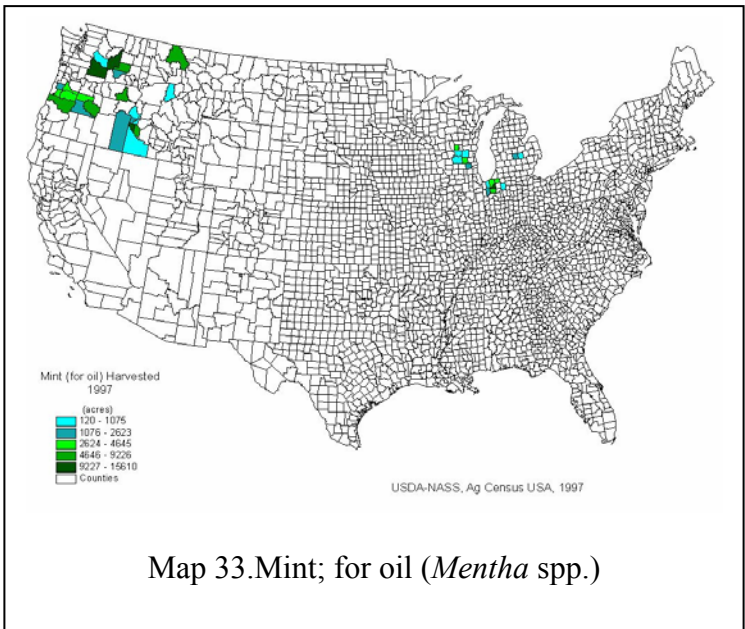 Mint (for oil) Harvested
1997
(acres)
120 - 1075
1076 - 2623
2624 - 4645
4646 - 9226
9227 - 15610
Counties
USDA-NASS, Ag Census USA, 1997
Map 33.Mint; for oil (Mentha spp.)